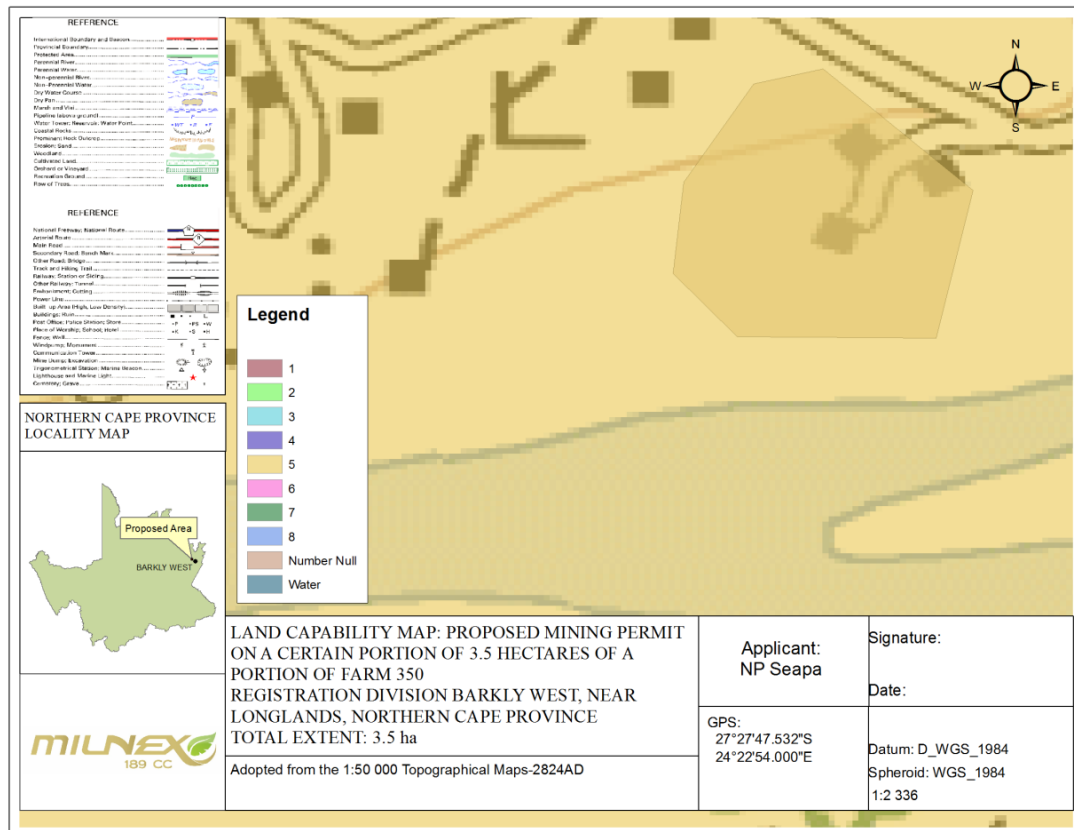 REFERENCE
International Boundary and Beacon
Provincial Boundary
Protected Area
Perennial River
Perennial Water
Non-perennial River
Non-Perennial Water
Dry Water Course
Dry Pan
Marsh and Vlei
Pipeline (above ground)
Water Tower; Reservoir; Water Point
Coastal Rocks
Prominent Rock Outcrop
Erosion; Sand
Woodland
Cultivated Land
Orchard or Vineyard
Recreation Ground
Row of Trees
REFERENCE
National Freeway; National Route
Arterial Route
Main Road
Secondary Road; Bench Mark
Other Road; Bridge
Track and Hiking Trail
Railway; Station or Siding
Other Railway; Tunnel
Embankment; Cutting
Power Line
Built-up Area (High, Low Density)
Buildings; Ruin
Post Office; Police Station; Store
Place of Worship; School; Hotel
Fence; Wall
Windpump; Monument
Communication Tower
Mine Dump; Excavation
Trigonometrical Station; Marine Beacon
Lighthouse and Marine Light
Cemetery; Grave
N
W
E
S
Legend
1
2
3
4
5
6
7
8
Number Null
Water
NORTHERN CAPE PROVINCE
LOCALITY MAP
Proposed Area
BARKLY WEST
MILNEX
189 CC
LAND CAPABILITY MAP: PROPOSED MINING PERMIT
ON A CERTAIN PORTION OF 3.5 HECTARES OF A
PORTION OF FARM 350
REGISTRATION DIVISION BARKLY WEST, NEAR
LONGLANDS, NORTHERN CAPE PROVINCE
TOTAL EXTENT: 3.5 ha
Adopted from the 1:50 000 Topographical Maps-2824AD
Applicant:
NP Seapa
GPS:
27°27'47.532"S
24°22'54.000"E
Signature:
Date:
Datum: D_WGS_1984
Spheroid: WGS_1984
1:2 336